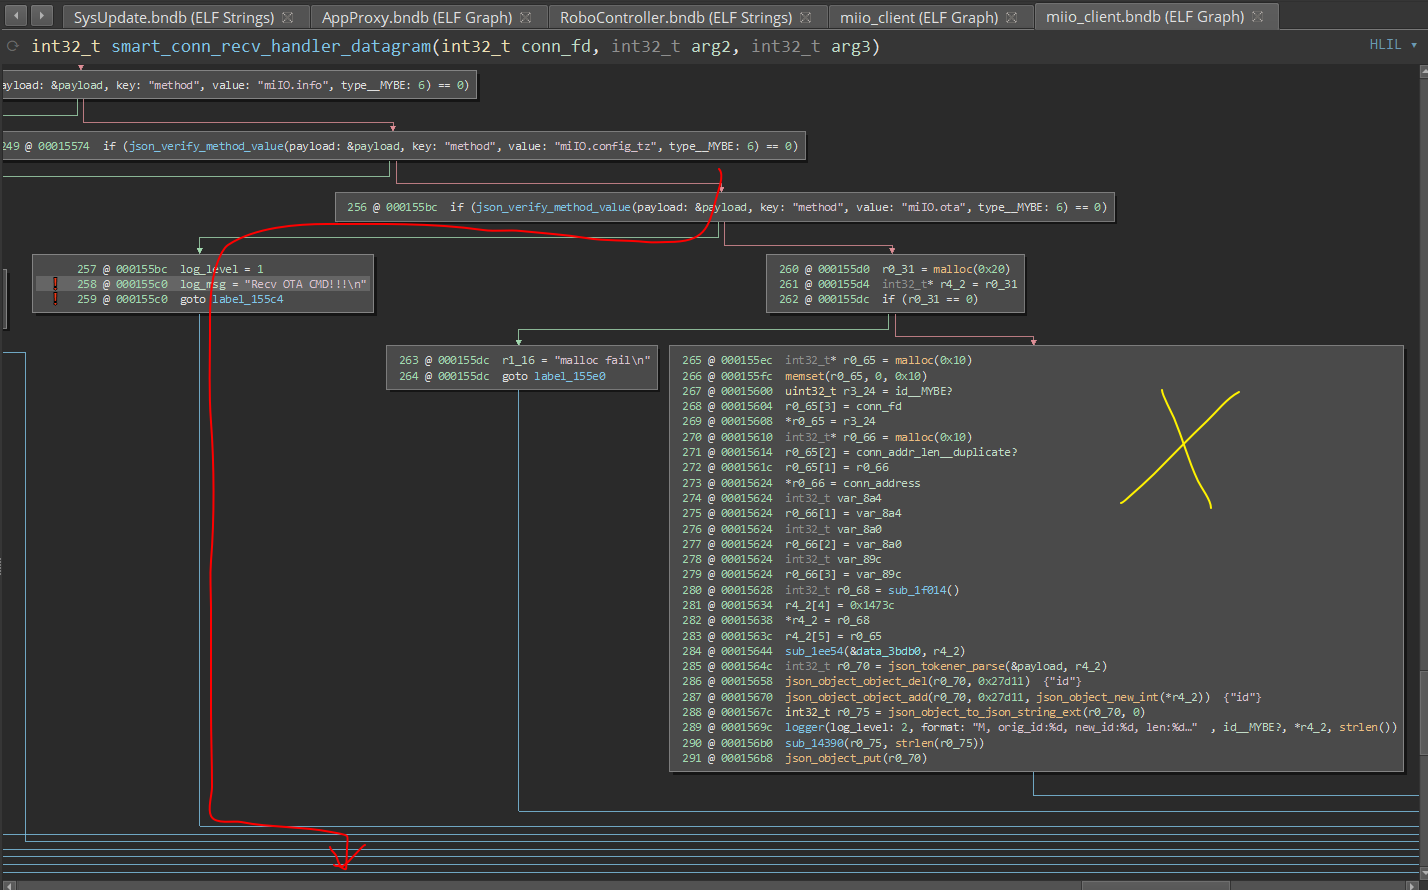 SysUpdate.bndb (ELF Strings)
AppProxy.bndb (ELF Graph)
RoboController.bndb (ELF Strings)
miio_client (ELF Graph)
miio_client.bndb (ELF Graph)
int32_t smart_conn_recv_handler_datagram(int32_t conn_fd, int32_t arg2, int32_t arg3)
HLIL
ayload: &payload, key: "method", value: "miIO.info", type__MYBE: 6) == 0)
249 @ 00015574 if (json_verify_method_value(payload: &payload, key: "method", value: "miIO.config_tz", type__MYBE: 6) == 0)
256 @ 000155bc if (json_verify_method_value(payload: &payload, key: "method", value: "miIO.ota", type__MYBE: 6) == 0)
257 @ 000155bc log_level = 1
258 @ 000155c0 log_msg = "Recv OTA CMD!!!\n"
259 @ 000155c0 goto label_155c4
260 @ 000155d0 r0_31 = malloc(0x20)
261 @ 000155d4 int32_t* r4_2 = r0_31
262 @ 000155dc if (r0_31 == 0)
263 @ 000155dc r1_16 = "malloc fail\n"
264 @ 000155dc goto label_155e0
265 @ 000155ec int32_t* r0_65 = malloc(0x10)
266 @ 000155fc memset(r0_65, 0, 0x10)
267 @ 00015600 uint32_t r3_24 = id__MYBE?
268 @ 00015604 r0_65[3] = conn_fd
269 @ 00015608 *r0_65 = r3_24
270 @ 00015610 int32_t* r0_66 = malloc(0x10)
271 @ 00015614 r0_65[2] = conn_addr_len__duplicate?
272 @ 0001561c r0_65[1] = r0_66
273 @ 00015624 *r0_66 = conn_address
274 @ 00015624 int32_t var_8a4
275 @ 00015624 r0_66[1] = var_8a4
276 @ 00015624 int32_t var_8a0
277 @ 00015624 r0_66[2] = var_8a0
278 @ 00015624 int32_t var_89c
279 @ 00015624 r0_66[3] = var_89c
280 @ 00015628 int32_t r0_68 = sub_1f014()
281 @ 00015634 r4_2[4] = 0x1473c
282 @ 00015638 *r4_2 = r0_68
283 @ 0001563c r4_2[5] = r0_65
284 @ 00015644 sub_1ee54(&data_3bdb0, r4_2)
285 @ 0001564c int32_t r0_70 = json_tokener_parse(&payload, r4_2)
286 @ 00015658 json_object_object_del(r0_70, 0x27d11) {"id"}
287 @ 00015670 json_object_object_add(r0_70, 0x27d11, json_object_new_int(*r4_2)) {"id"}
288 @ 0001567c int32_t r0_75 = json_object_to_json_string_ext(r0_70, 0)
289 @ 0001569c logger(log_level: 2, format: "M, orig_id:%d, new_id:%d, len:%d…" , id__MYBE?, *r4_2, strlen())
290 @ 000156b0 sub_14390(r0_75, strlen(r0_75))
291 @ 000156b8 json_object_put(r0_70)